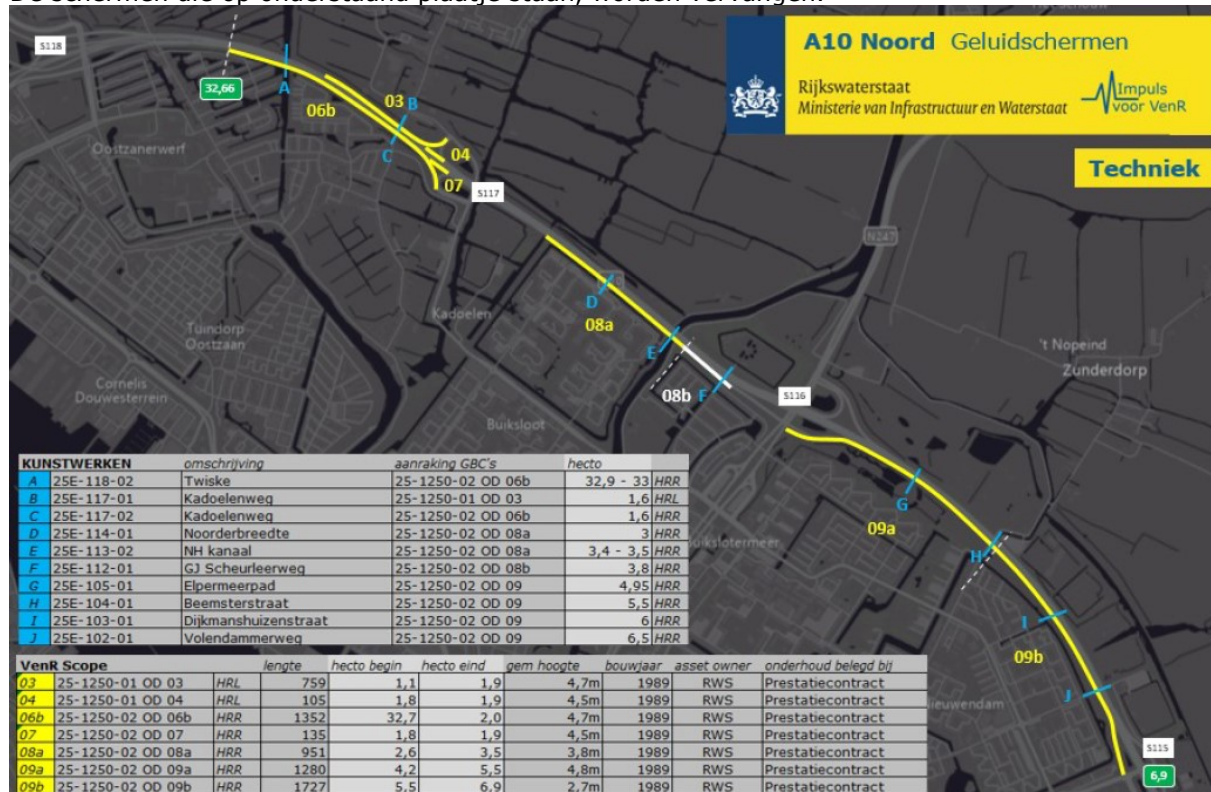 De schermen die op onderstaand plaatje staan, worden vervangen.
A10 Noord Geluidschermen
Rijkswaterstaat
Ministerie van Infrastructuur en Waterstaat
Impuls
voor VenR
Techniek
S118
32,66
A
06b
03 B
C
04
07
S117
Oostzanerwerf
N247
D
08a
Kadoelen
E
Tuindorp
Oostzaan
't Nopeind
Zunderdorp
Cornelis
Douwesterrein
08b F
S116
Buiksloot
G
09a
H
I
09b
J
S115
6,9
KUNSTWERKEN omschrijving aanraking GBC's hecto
A 25E-118-02 Twiske 25-1250-02 OD 06b 32,9 - 33 HRR
B 25E-117-01 Kadoelenweg 25-1250-01 OD 03 1,6 HRL
C 25E-117-02 Kadoelenweg 25-1250-02 OD 06b 1,6 HRR
D 25E-114-01 Noorderbreedte 25-1250-02 OD 08a 3 HRR
E 25E-113-02 NH kanaal 25-1250-02 OD 08a 3,4 - 3,5 HRR
F 25E-112-01 GJ Scheurleerweg 25-1250-02 OD 08b 3,8 HRR
G 25E-105-01 Elpermeerpad 25-1250-02 OD 09 4,95 HRR
H 25E-104-01 Beemsterstraat 25-1250-02 OD 09 5,5 HRR
I 25E-103-01 Dijkmanshuizenstraat 25-1250-02 OD 09 6 HRR
J 25E-102-01 Volendammerweg 25-1250-02 OD 09 6,5 HRR
VenR Scope lengte hecto begin hecto eind gem hoogte bouwjaar asset owner onderhoud belegd bij
03 25-1250-01 OD 03 HRL 759 1,1 1,9 4,7m 1989 RWS Prestatiecontract
04 25-1250-01 OD 04 HRL 105 1,8 1,9 4,5m 1989 RWS Prestatiecontract
06b 25-1250-02 OD 06b HRR 1352 32,7 2,0 4,7m 1989 RWS Prestatiecontract
07 25-1250-02 OD 07 HRR 135 1,8 1,9 4,5m 1989 RWS Prestatiecontract
08a 25-1250-02 OD 08a HRR 951 2,6 3,5 3,8m 1989 RWS Prestatiecontract
09a 25-1250-02 OD 09a HRR 1280 4,2 5,5 4,8m 1989 RWS Prestatiecontract
09b 25-1250-02 OD 09b HRR 1727 5,5 6,9 2,7m 1989 RWS Prestatiecontract